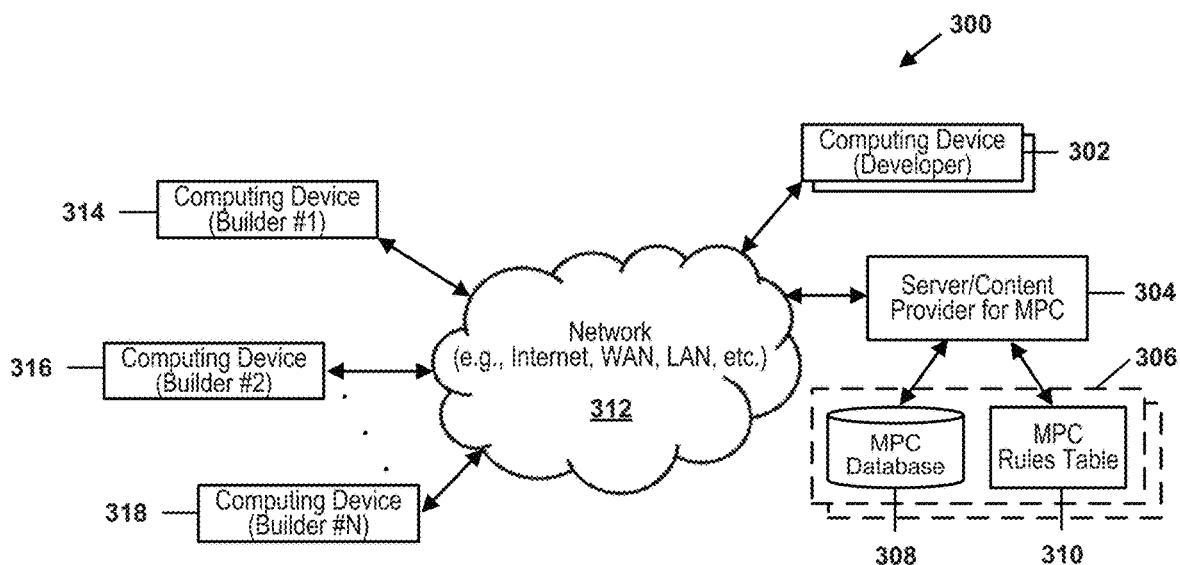 300
Computing Device
(Developer)
302
Computing Device
(Builder #1)
314
Server/Content
Provider for MPC
304
Network
(e.g., Internet, WAN, LAN, etc.)
312
316
Computing Device
(Builder #2)
306
MPC
Database
MPC
Rules Table
318
Computing Device
(Builder #N)
308
310